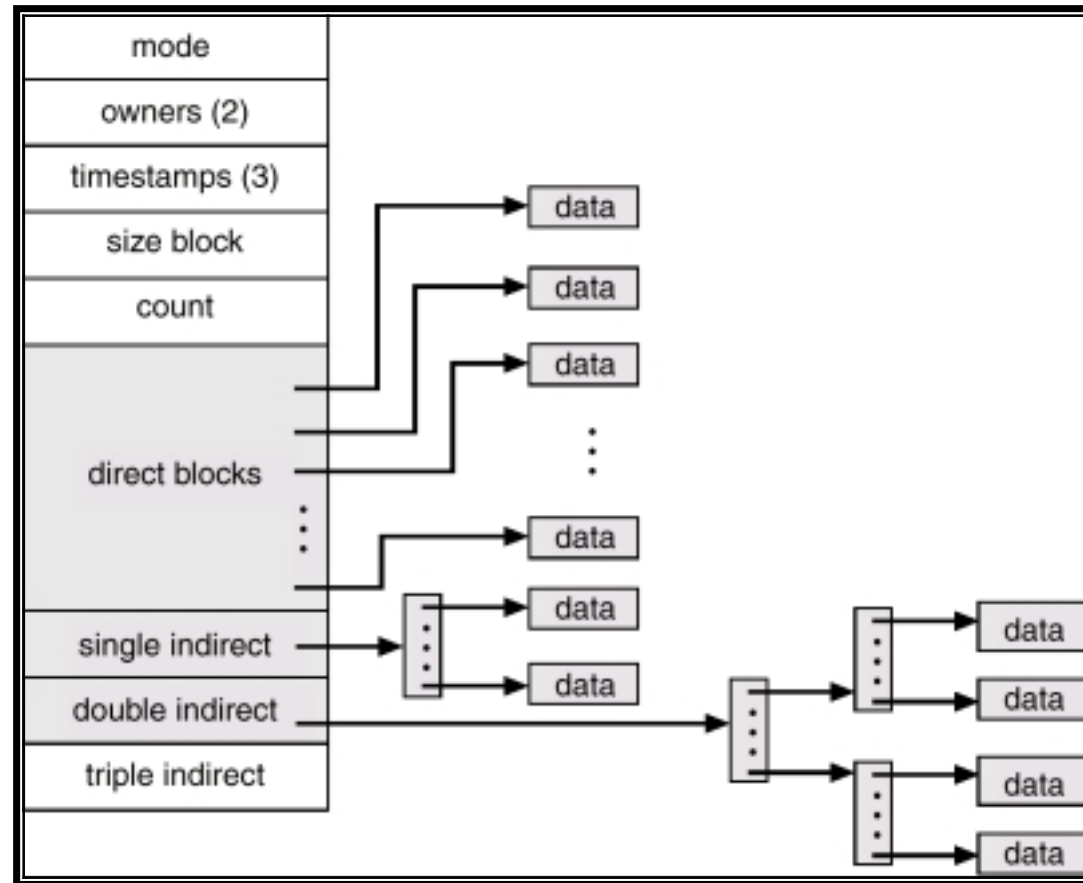 mode
owners (2)
timestamps (3)
size block
count
direct blocks
single indirect
double indirect
triple indirect
data
data
data
data
data
data
data
data
data
data